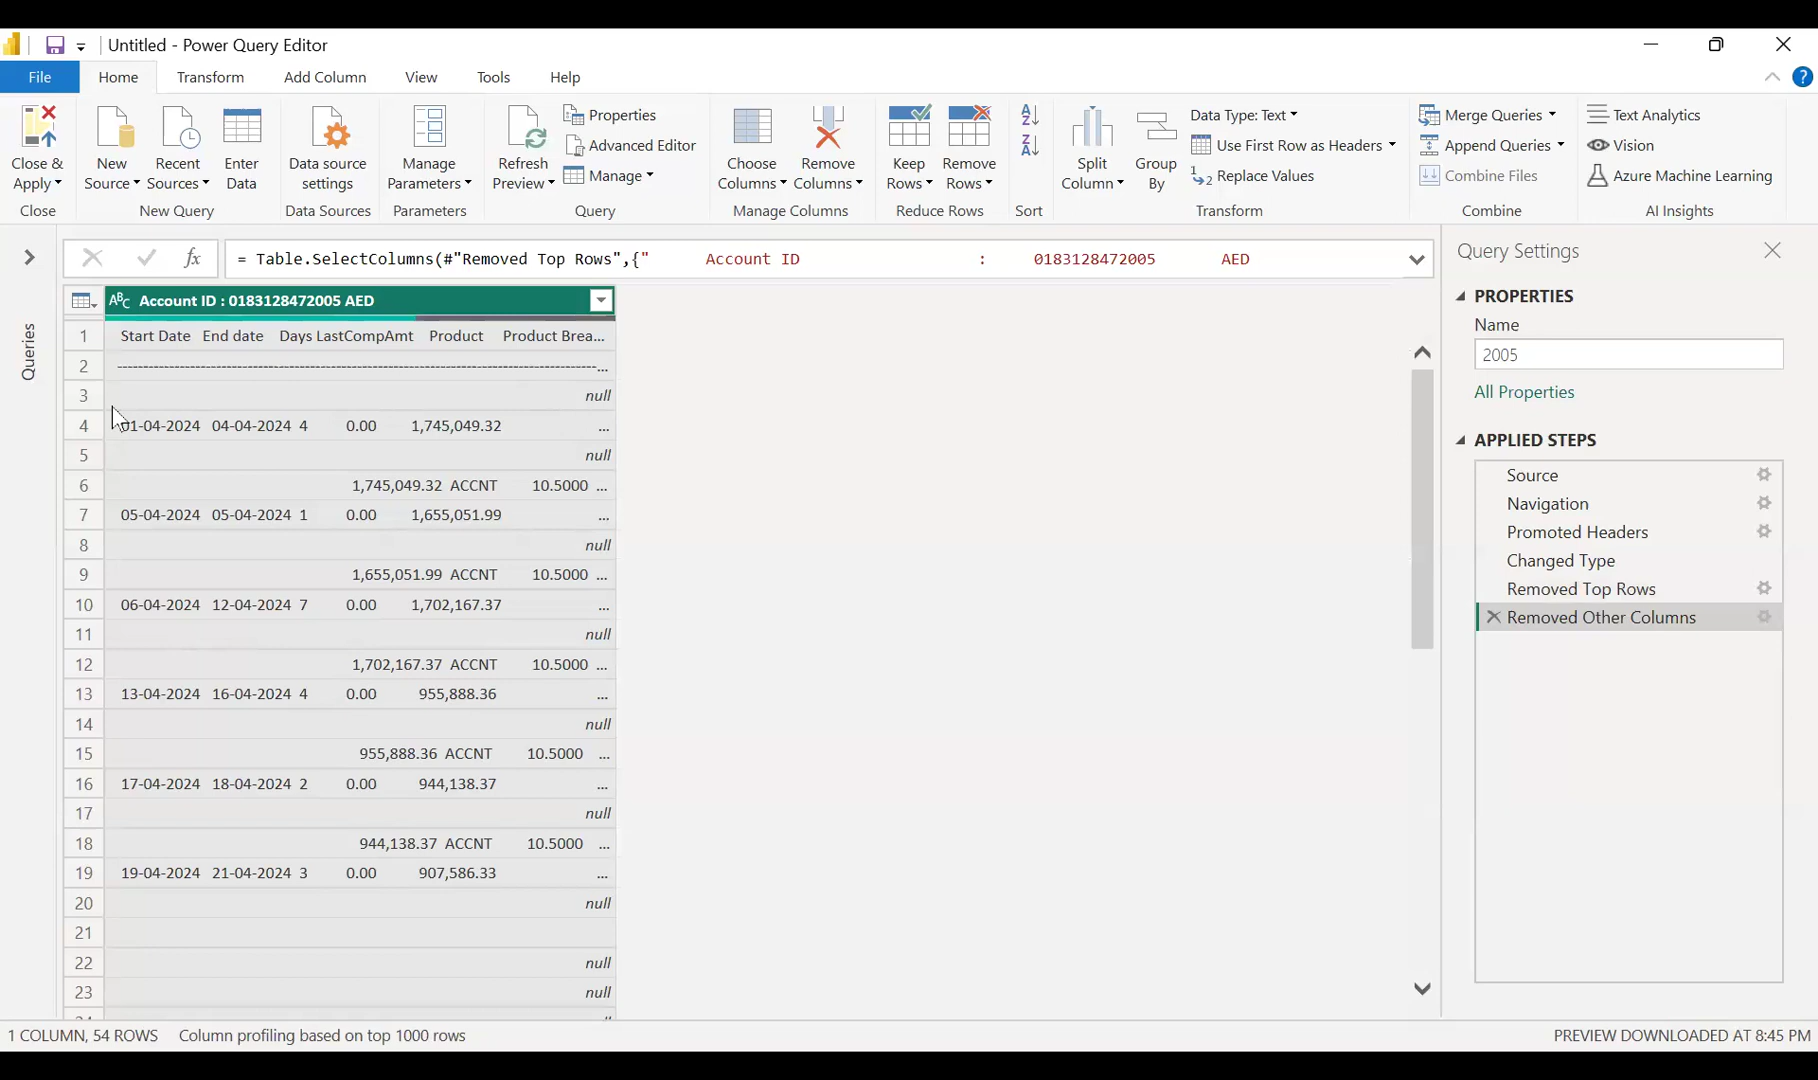 Untitled - Power Query Editor
File Home Transform Add Column View Tools Help
Close & Apply
Close
New Source
Recent Sources
Enter Data
New Query
Data source settings
Data Sources
Manage Parameters
Parameters
Refresh Preview
Properties
Advanced Editor
Manage
Query
Choose Columns
Remove Columns
Manage Columns
Keep Rows
Remove Rows
Reduce Rows
Sort
Split Column
Group By
Data Type: Text
Use First Row as Headers
Replace Values
Transform
Merge Queries
Append Queries
Combine Files
Combine
Text Analytics
Vision
Azure Machine Learning
AI Insights
Queries
fx = Table.SelectColumns(#"Removed Top Rows",{" Account ID : 0183128472005 AED
ABC Account ID : 0183128472005 AED
1 Start Date End date Days LastCompAmt Product Product Brea...
2 ---------------------------------------------------------------------------------------------...
3 null
4 01-04-2024 04-04-2024 4 0.00 1,745,049.32 ...
5 null
6 1,745,049.32 ACCNT 10.5000 ...
7 05-04-2024 05-04-2024 1 0.00 1,655,051.99 ...
8 null
9 1,655,051.99 ACCNT 10.5000 ...
10 06-04-2024 12-04-2024 7 0.00 1,702,167.37 ...
11 null
12 1,702,167.37 ACCNT 10.5000 ...
13 13-04-2024 16-04-2024 4 0.00 955,888.36 ...
14 null
15 955,888.36 ACCNT 10.5000 ...
16 17-04-2024 18-04-2024 2 0.00 944,138.37 ...
17 null
18 944,138.37 ACCNT 10.5000 ...
19 19-04-2024 21-04-2024 3 0.00 907,586.33 ...
20 null
21
22 null
23 null
Query Settings
PROPERTIES
Name
2005
All Properties
APPLIED STEPS
Source
Navigation
Promoted Headers
Changed Type
Removed Top Rows
Removed Other Columns
1 COLUMN, 54 ROWS Column profiling based on top 1000 rows
PREVIEW DOWNLOADED AT 8:45 PM